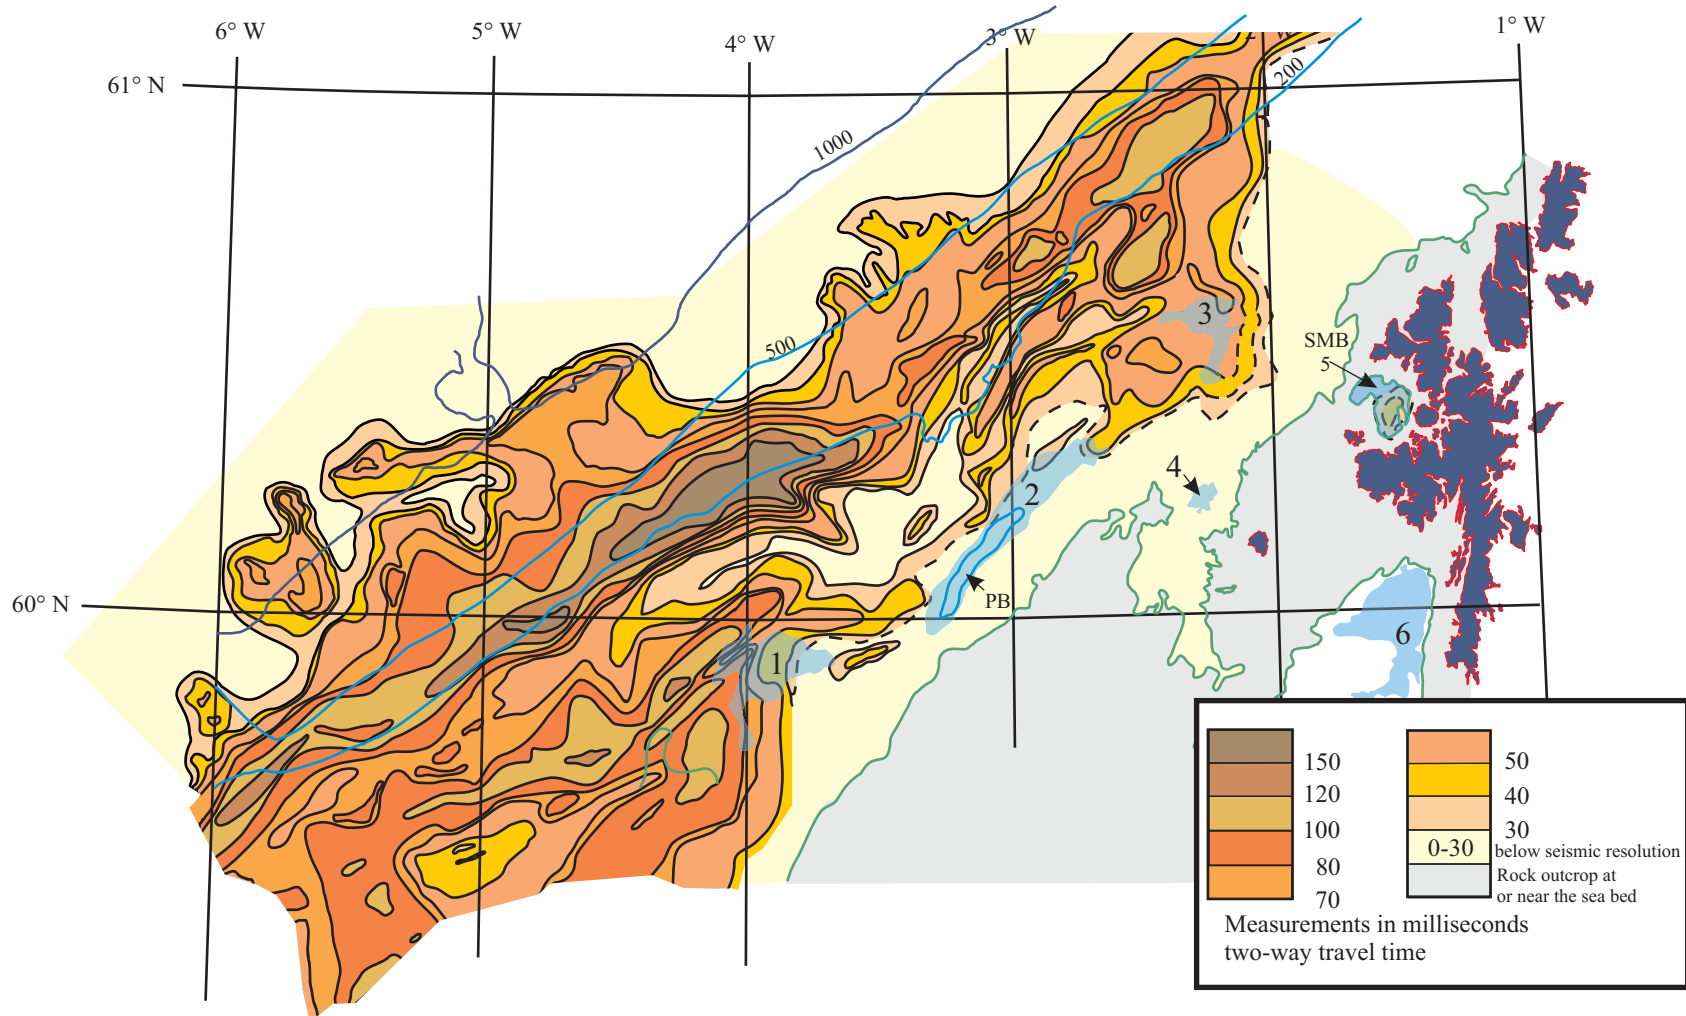 6° W
5° W
4° W
3° W
1° W
61° N
200
1000
500
3
SMB
5
4
2
PB
60° N
1
6
150
120
100
80
70
50
40
30
0-30
below seismic resolution
Rock outcrop at
or near the sea bed
Measurements in milliseconds
two-way travel time